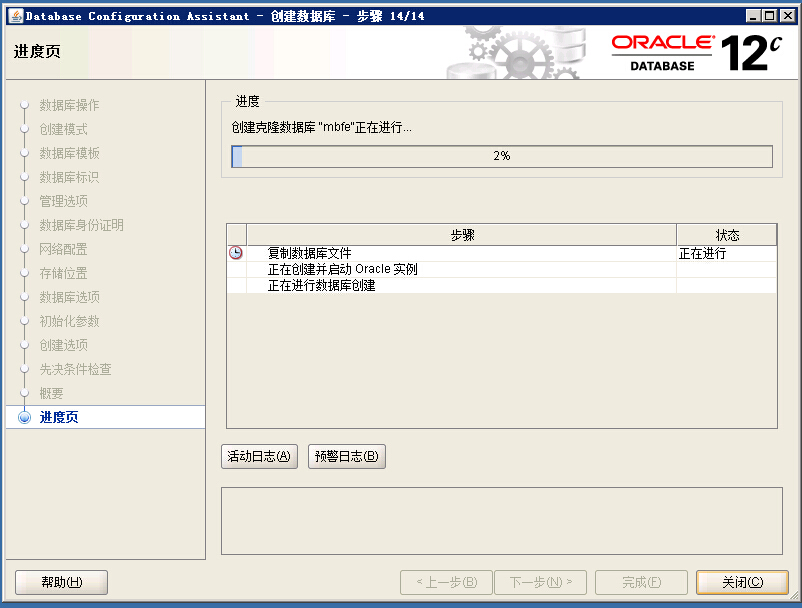 Database Configuration Assistant - 创建数据库 - 步骤 14/14
进度页
ORACLE
DATABASE
12c
数据库操作
创建模式
数据库模板
数据库标识
管理选项
数据库身份证明
网络配置
存储位置
数据库选项
初始化参数
创建选项
先决条件检查
概要
进度页
进度
创建克隆数据库 "mbfe"正在进行...
2%
步骤 状态
复制数据库文件 正在进行
正在创建并启动 Oracle 实例
正在进行数据库创建
活动日志(A) 预警日志(B)
帮助(H) < 上一步(B) 下一步(N) > 完成(F) 关闭(C)